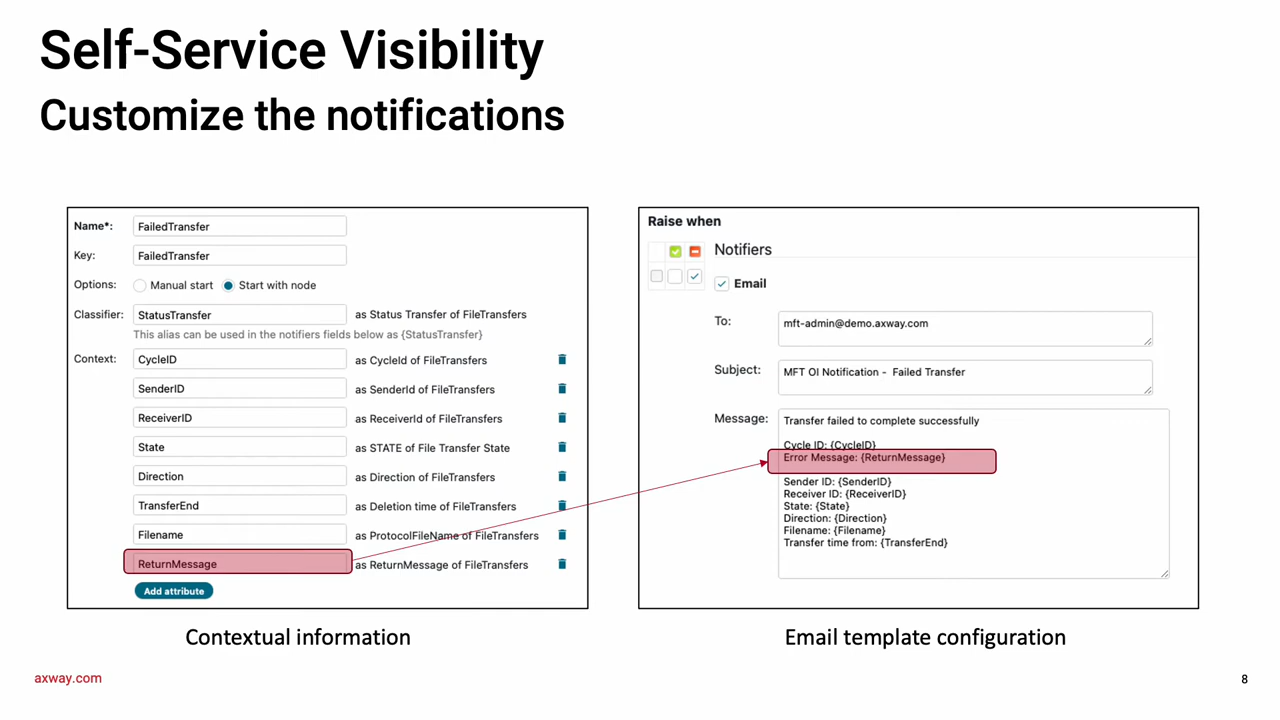 Self-Service Visibility
Customize the notifications
Name*: FailedTransfer
Key: FailedTransfer
Options: Manual start Start with node
Classifier: StatusTransfer as Status Transfer of FileTransfers
This alias can be used in the notifiers fields below as {StatusTransfer}
Context: CycleID as CycleId of FileTransfers
SenderID as SenderId of FileTransfers
ReceiverID as ReceiverId of FileTransfers
State as STATE of File Transfer State
Direction as Direction of FileTransfers
TransferEnd as Deletion time of FileTransfers
Filename as ProtocolFileName of FileTransfers
ReturnMessage as ReturnMessage of FileTransfers
Add attribute
Contextual information
Raise when
Notifiers
Email
To: mft-admin@demo.axway.com
Subject: MFT OI Notification - Failed Transfer
Message: Transfer failed to complete successfully
Cycle ID: {CycleID}
Error Message: {ReturnMessage}
Sender ID: {SenderID}
Receiver ID: {ReceiverID}
State: {State}
Direction: {Direction}
Filename: {Filename}
Transfer time from: {TransferEnd}
Email template configuration
axway.com
8